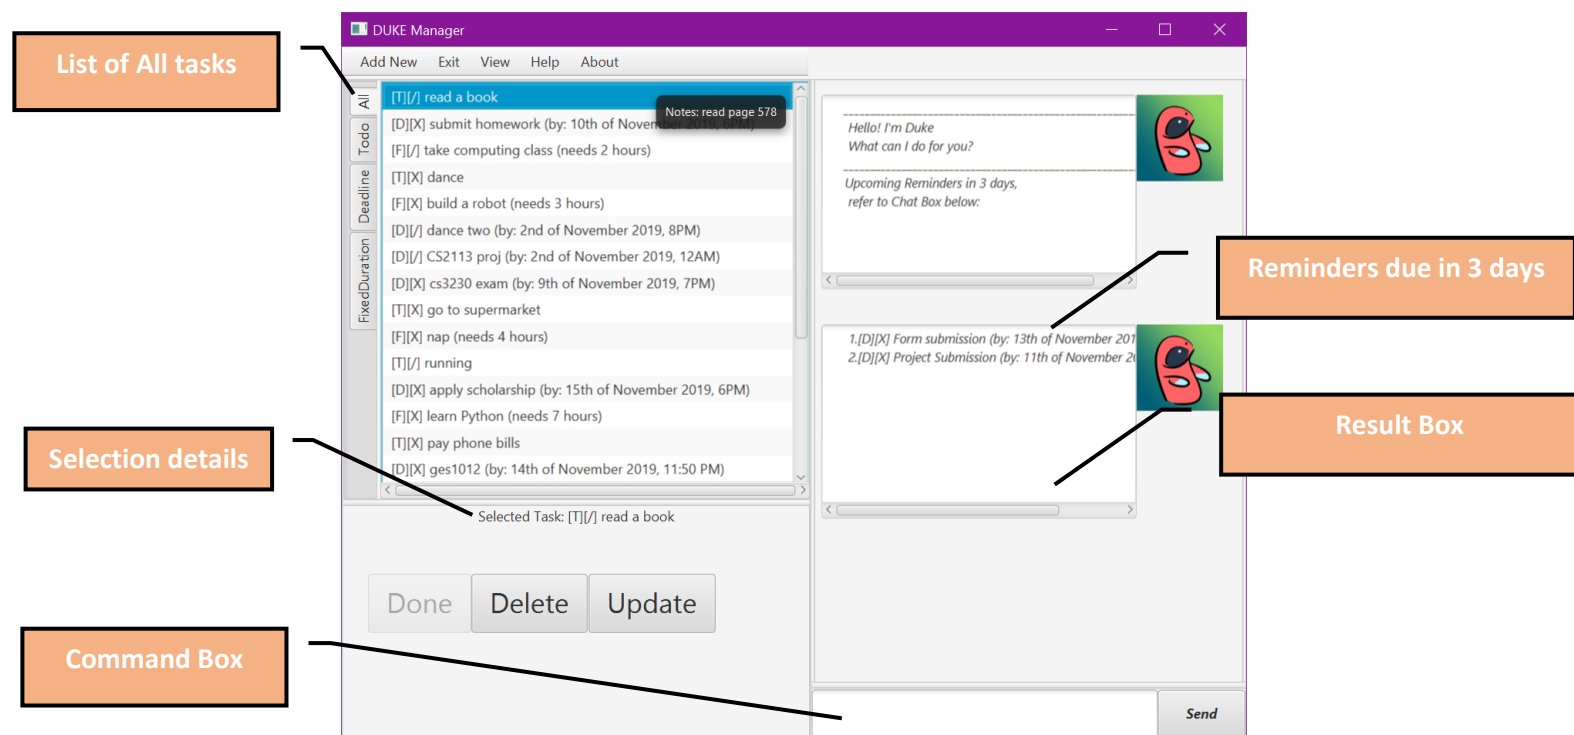 DUKE Manager
List of All tasks
Add New Exit View Help About
All
Todo
Deadline
FixedDuration
[T][/] read a book
Notes: read page 578
[D][X] submit homework (by: 10th of November 2019, 6PM)
[F][/] take computing class (needs 2 hours)
[T][X] dance
[F][X] build a robot (needs 3 hours)
[D][/] dance two (by: 2nd of November 2019, 8PM)
[D][/] CS2113 proj (by: 2nd of November 2019, 12AM)
[D][X] cs3230 exam (by: 9th of November 2019, 7PM)
[T][X] go to supermarket
[F][X] nap (needs 4 hours)
[T][/] running
[D][X] apply scholarship (by: 15th of November 2019, 6PM)
[F][X] learn Python (needs 7 hours)
[T][X] pay phone bills
[D][X] ges1012 (by: 14th of November 2019, 11:50 PM)
Selection details
Selected Task: [T][/] read a book
Done Delete Update
Command Box
Hello! I'm Duke
What can I do for you?
Upcoming Reminders in 3 days,
refer to Chat Box below:
Reminders due in 3 days
1.[D][X] Form submission (by: 13th of November 201
2.[D][X] Project Submission (by: 11th of November 2
Result Box
Send